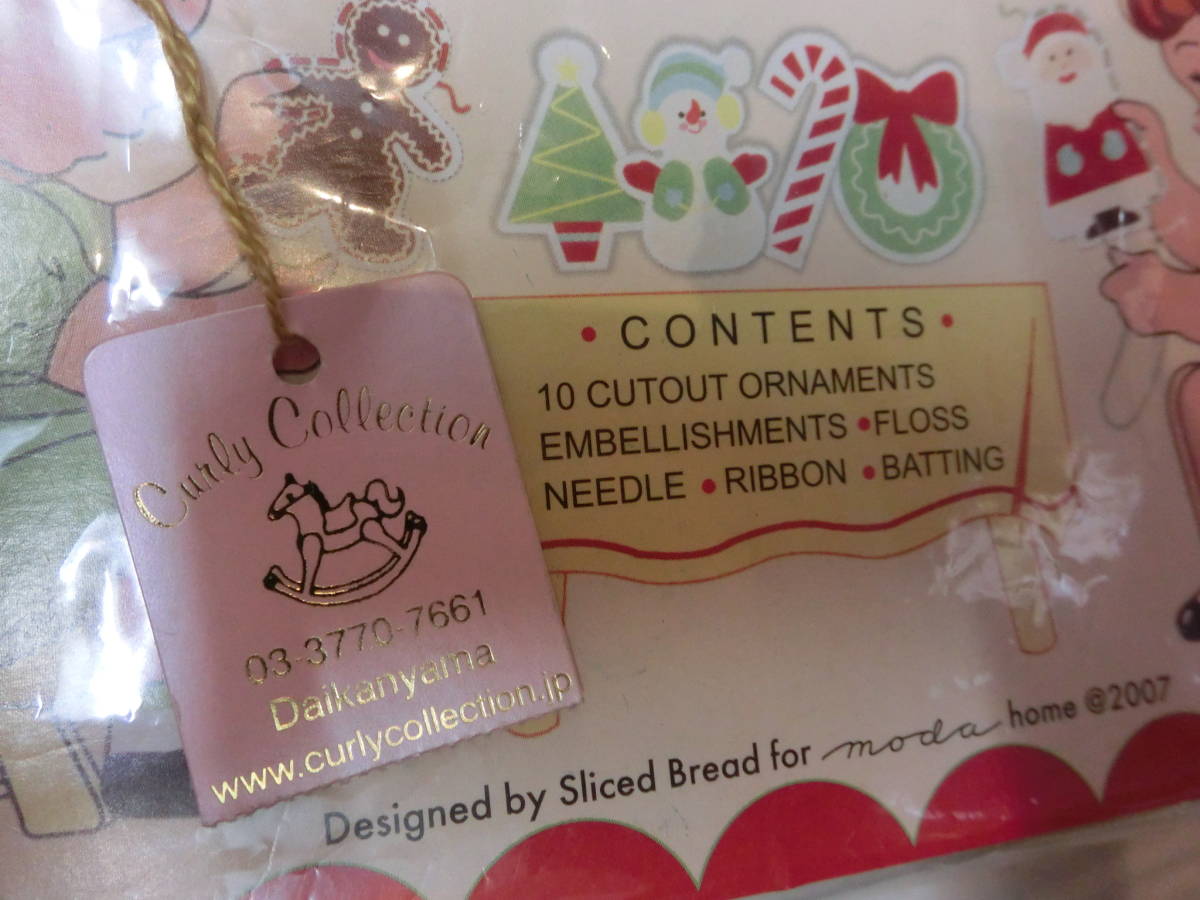 • CONTENTS •
10 CUTOUT ORNAMENTS
EMBELLISHMENTS • FLOSS
NEEDLE • RIBBON • BATTING
Curly Collection
03-3770-7661
Daikanyama
www.curlycollection.jp
Designed by Sliced Bread for moda home @2007